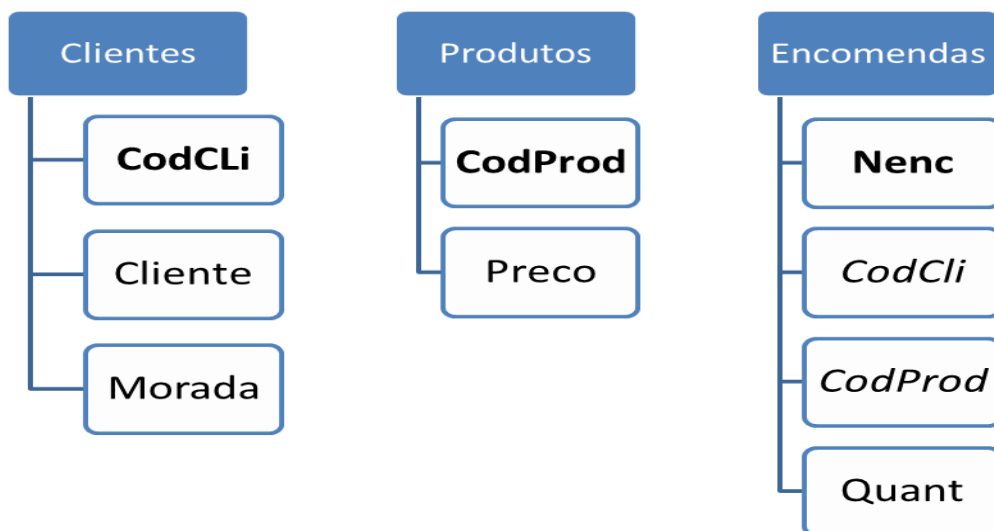 Clientes
CodCLi
Cliente
Morada
Produtos
CodProd
Preco
Encomendas
Nenc
CodCli
CodProd
Quant